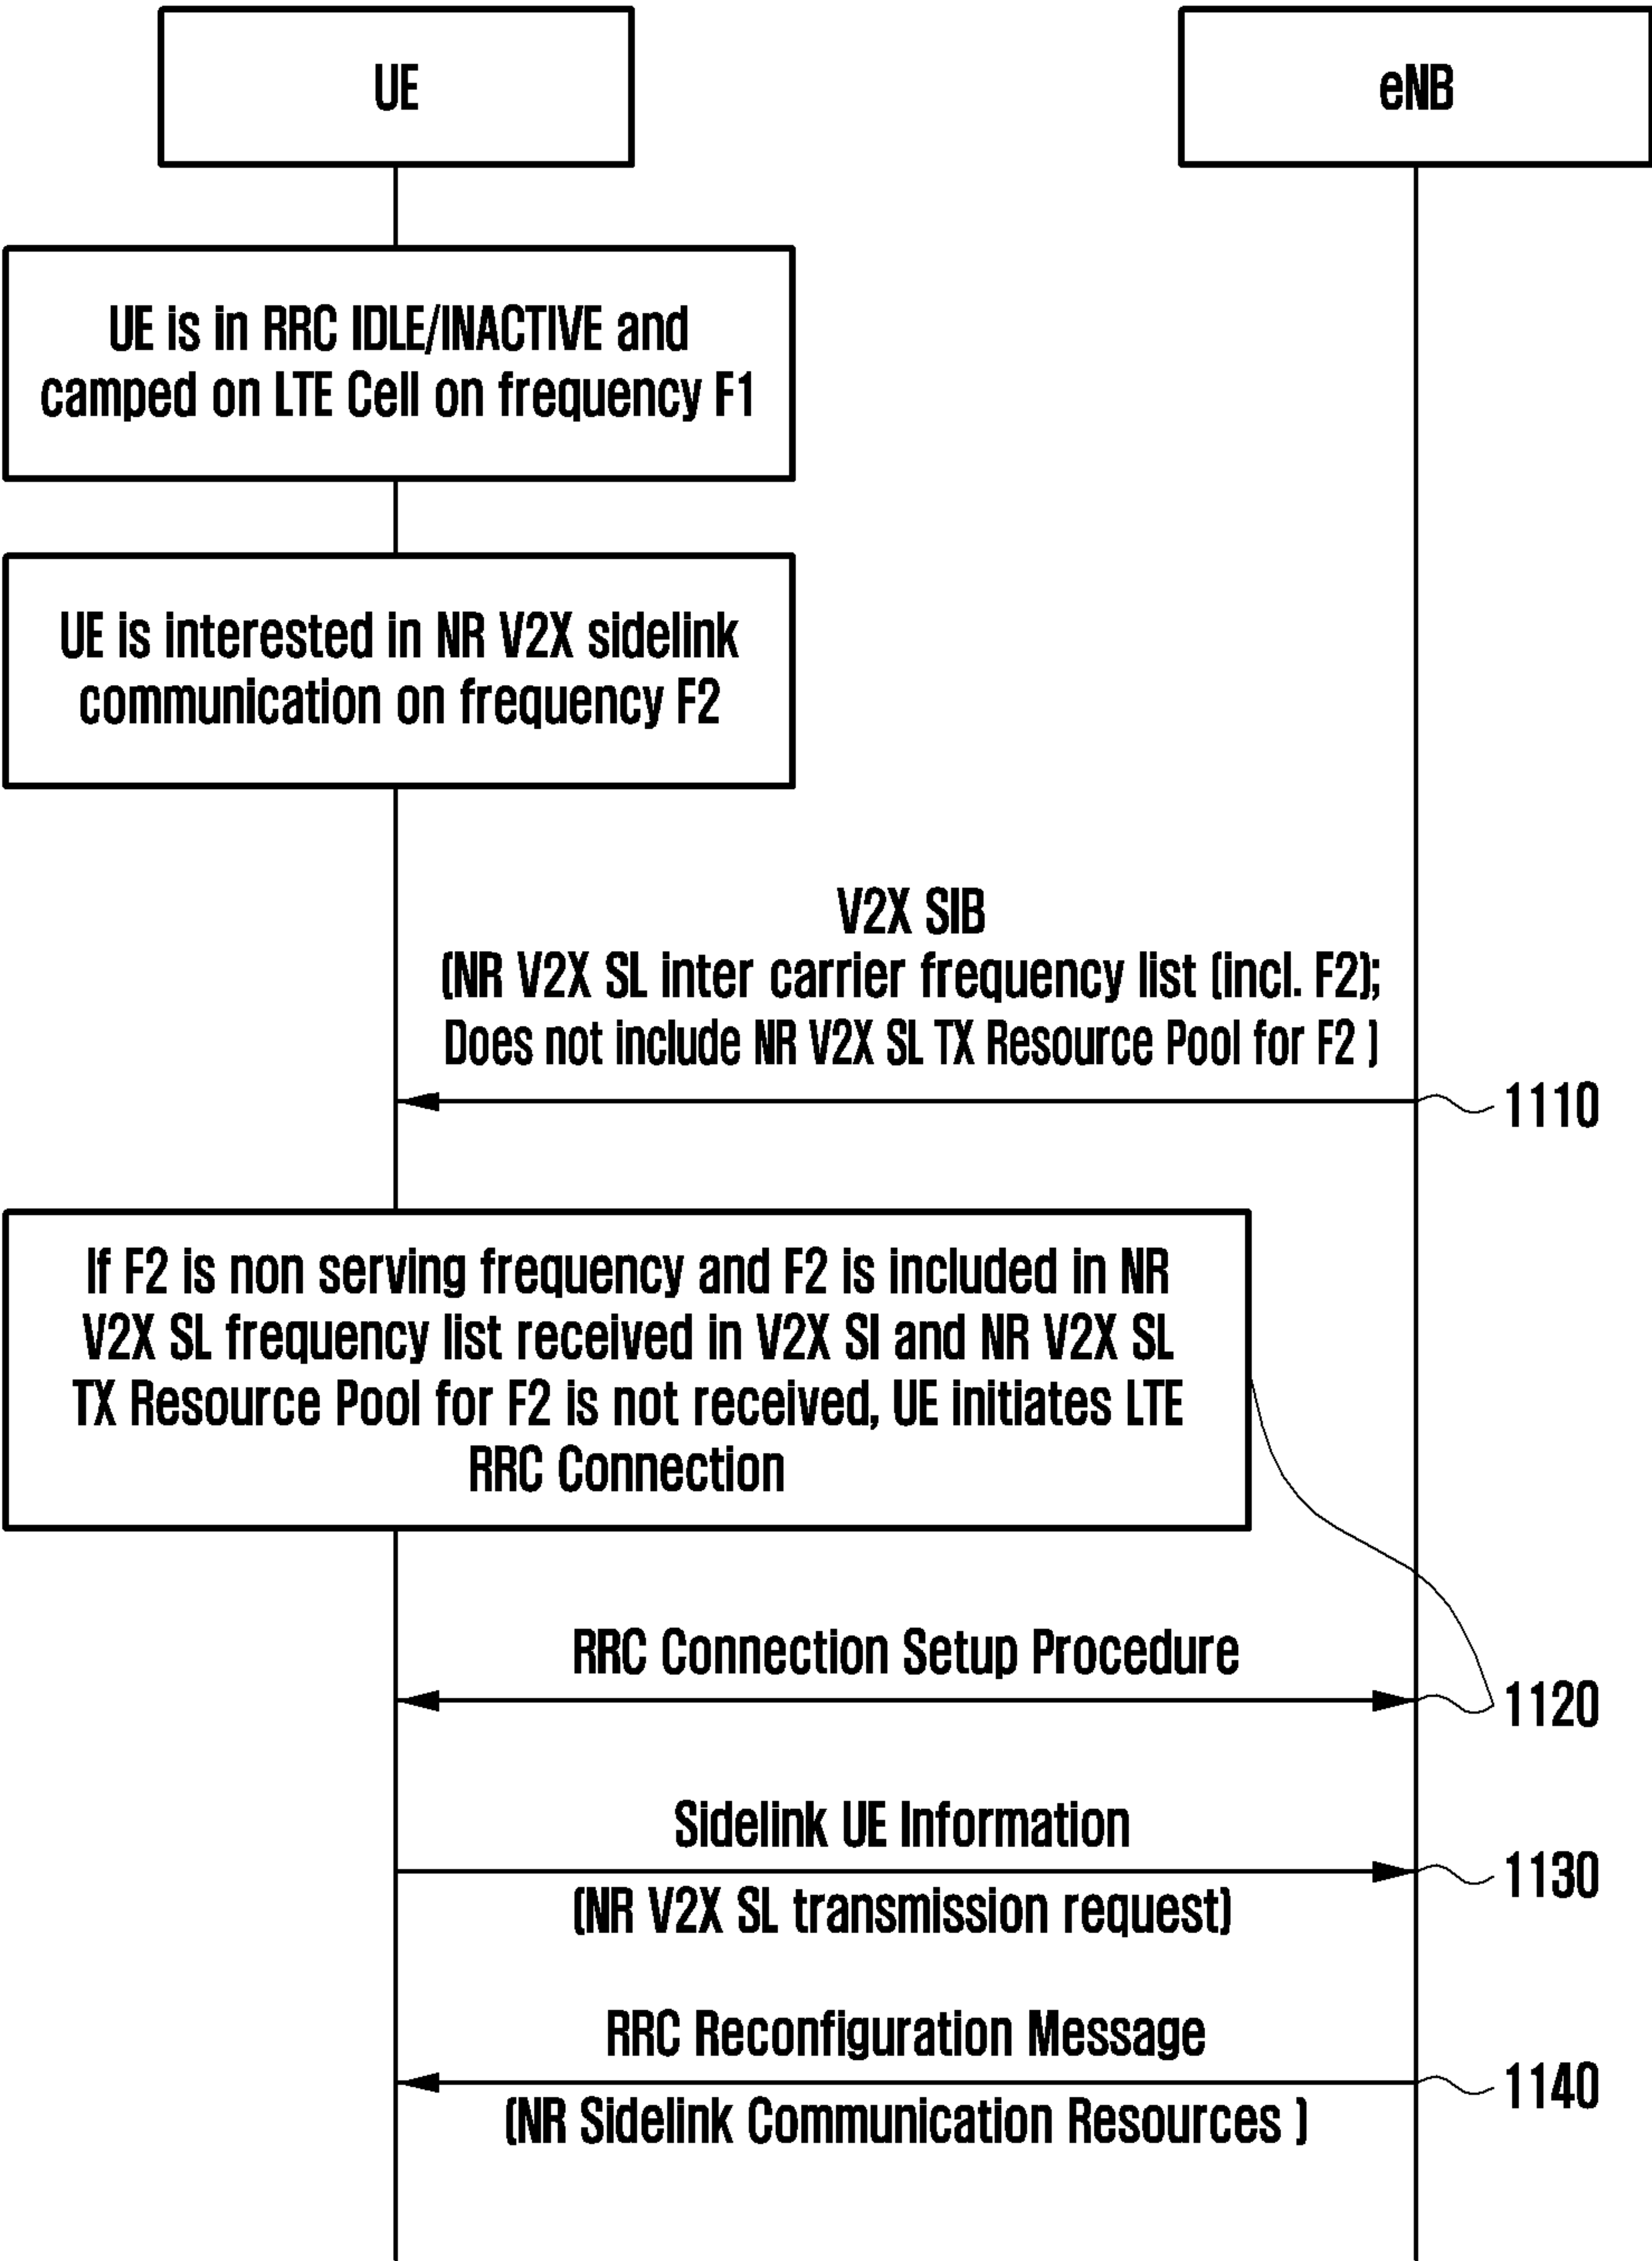 UE
eNB
UE is in RRC IDLE/INACTIVE and
camped on LTE Cell on frequency F1
UE is interested in NR V2X sidelink
communication on frequency F2
V2X SIB
(NR V2X SL inter carrier frequency list (incl. F2);
Does not include NR V2X SL TX Resource Pool for F2 )
1110
If F2 is non serving frequency and F2 is included in NR
V2X SL frequency list received in V2X SI and NR V2X SL
TX Resource Pool for F2 is not received, UE initiates LTE
RRC Connection
RRC Connection Setup Procedure
1120
Sidelink UE Information
1130
(NR V2X SL transmission request)
RRC Reconfiguration Message
1140
(NR Sidelink Communication Resources )